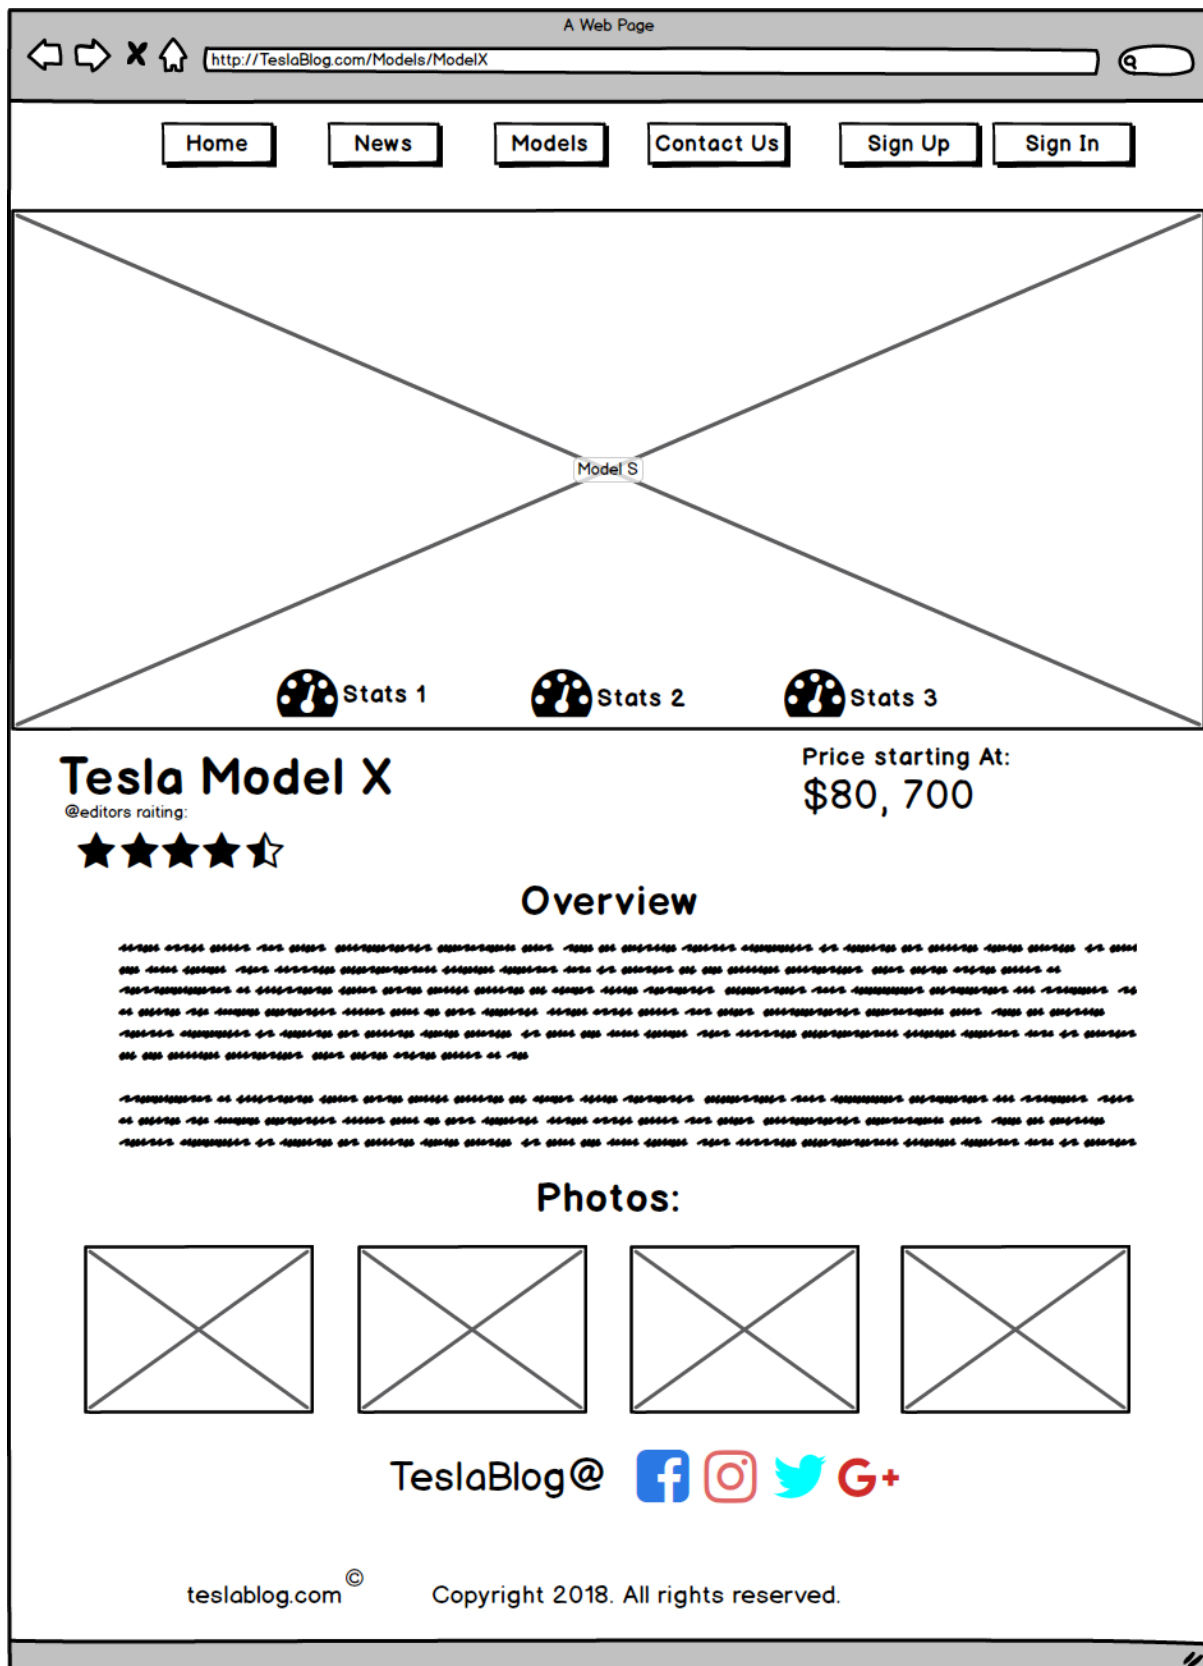 A Web Page
http://TeslaBlog.com/Models/ModelX
Home News Models Contact Us Sign Up Sign In
Model S
Stats 1 Stats 2 Stats 3
Tesla Model X
@editors raiting:
Price starting At:
$80, 700
Overview
Photos:
TeslaBlog@ f G+
teslablog.com © Copyright 2018. All rights reserved.